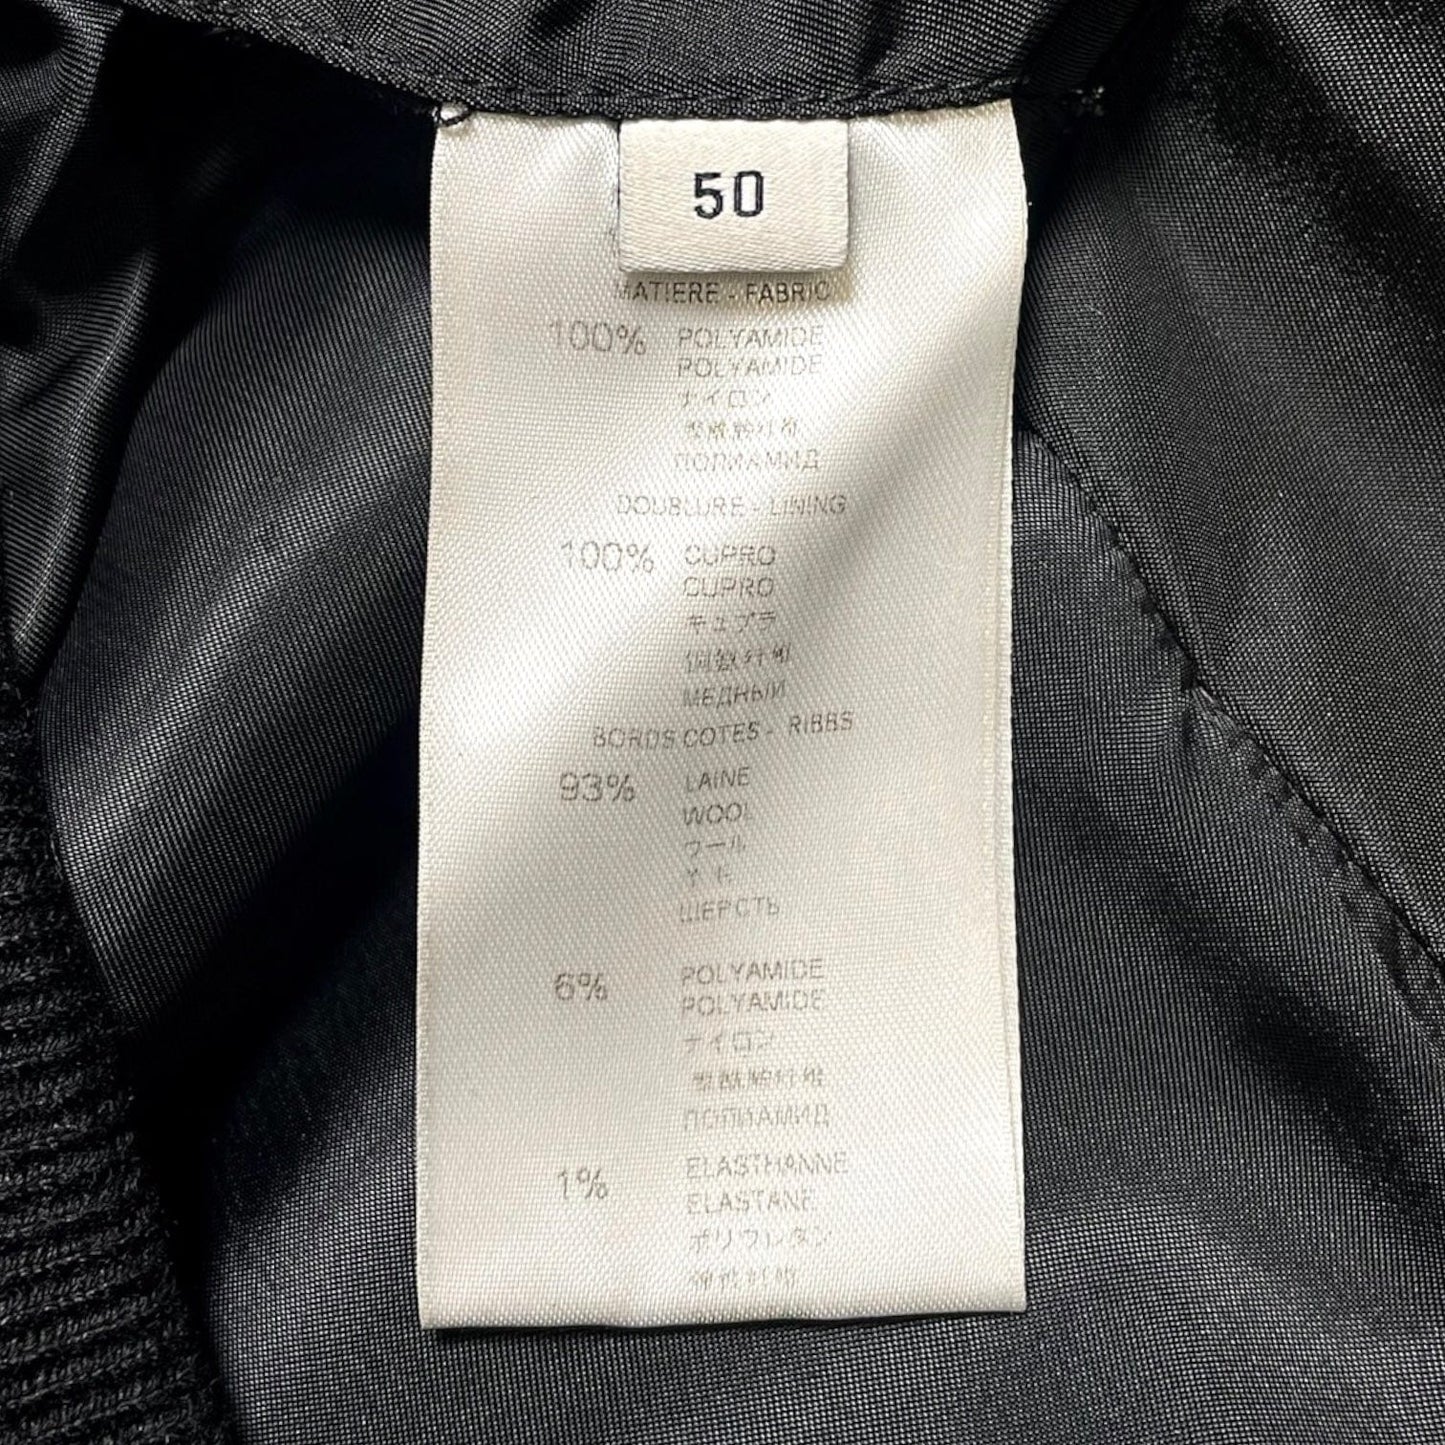 50
MATIERE - FABRIC
100% POLYAMIDE
POLYAMIDE
ナイロン
ПОЛИАМИД
DOUBLURE - LINING
100% CUPRO
CUPRO
キュプラ
МЕДНЫЙ
BORDS COTES - RIBBS
93% LAINE
WOOL
ウール
羊毛
ШЕРСТЬ
6% POLYAMIDE
POLYAMIDE
ナイロン
ПОЛИАМИД
1% ELASTHANNE
ELASTANE
ポリウレタン